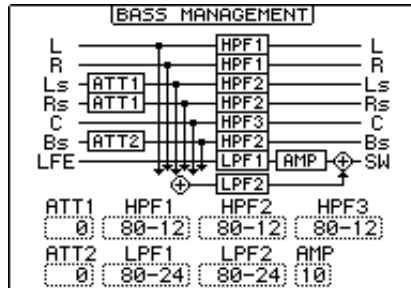 BASS MANAGEMENT
L HPF1 L
R HPF1 R
Ls ATT1 HPF2 Ls
Rs ATT1 HPF2 Rs
C HPF3 C
Bs ATT2 HPF2 Bs
LFE LPF1 AMP SW
LPF2
ATT1 HPF1 HPF2 HPF3
0 80-12 80-12 80-12
ATT2 LPF1 LPF2 AMP
0 80-24 80-24 10